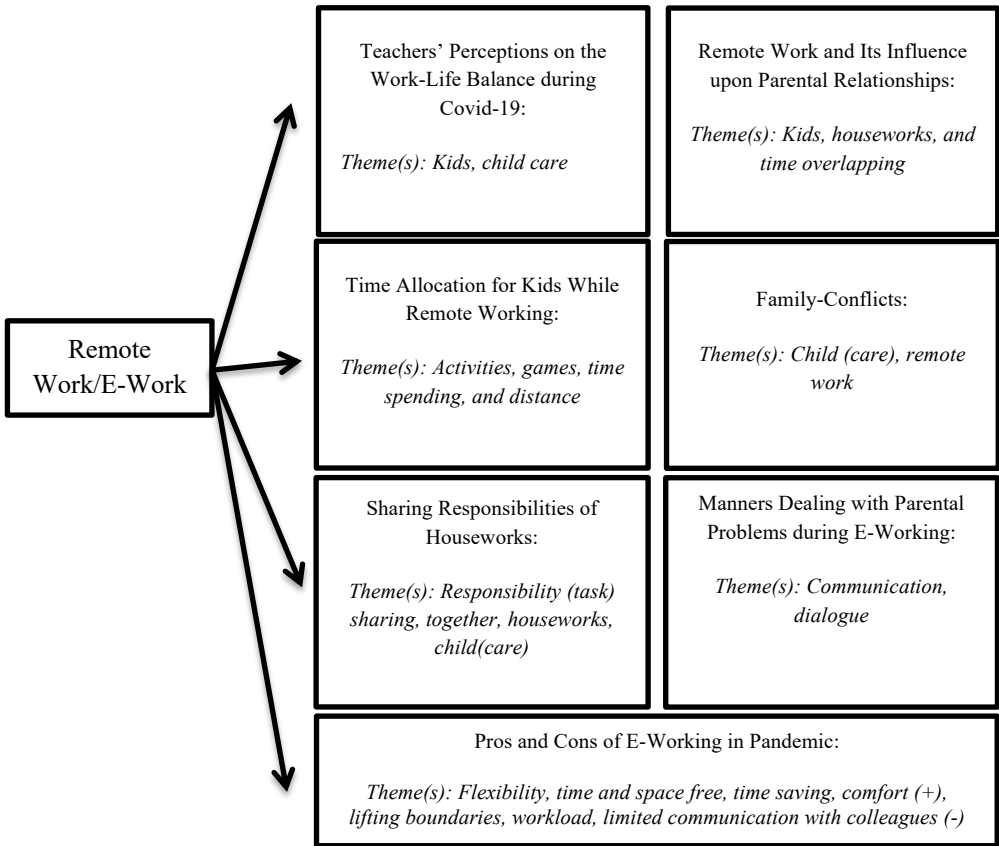 Remote
Work/E-Work
Teachers’ Perceptions on the
Work-Life Balance during
Covid-19:
Theme(s): Kids, child care
Remote Work and Its Influence
upon Parental Relationships:
Theme(s): Kids, houseworks, and
time overlapping
Time Allocation for Kids While
Remote Working:
Theme(s): Activities, games, time
spending, and distance
Family-Conflicts:
Theme(s): Child (care), remote
work
Sharing Responsibilities of
Houseworks:
Theme(s): Responsibility (task)
sharing, together, houseworks,
child(care)
Manners Dealing with Parental
Problems during E-Working:
Theme(s): Communication,
dialogue
Pros and Cons of E-Working in Pandemic:
Theme(s): Flexibility, time and space free, time saving, comfort (+),
lifting boundaries, workload, limited communication with colleagues (-)